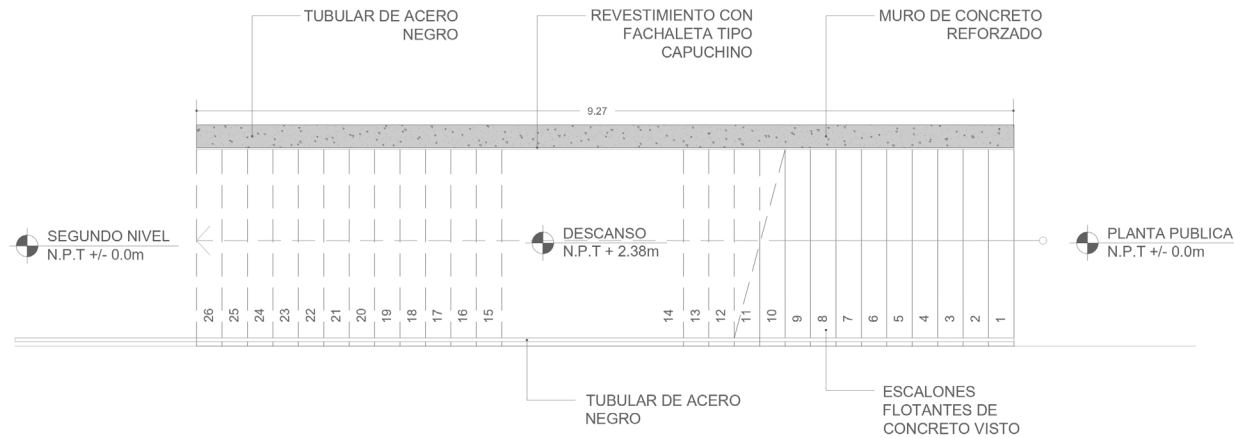 TUBULAR DE ACERO
NEGRO
REVESTIMIENTO CON
FACHALETA TIPO
CAPUCHINO
MURO DE CONCRETO
REFORZADO
9.27
SEGUNDO NIVEL
N.P.T +/- 0.0m
DESCANSO
N.P.T + 2.38m
PLANTA PUBLICA
N.P.T +/- 0.0m
26 25 24 23 22 21 20 19 18 17 16 15 14 13 12 11 10 9 8 7 6 5 4 3 2 1
TUBULAR DE ACERO
NEGRO
ESCALONES
FLOTANTES DE
CONCRETO VISTO